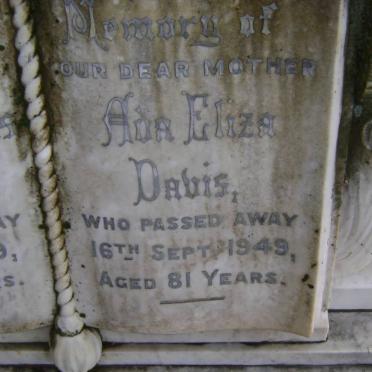 Memory of
OUR DEAR MOTHER
Ada Eliza
Davis,
WHO PASSED AWAY
16TH SEPT. 1949,
AGED 81 YEARS.